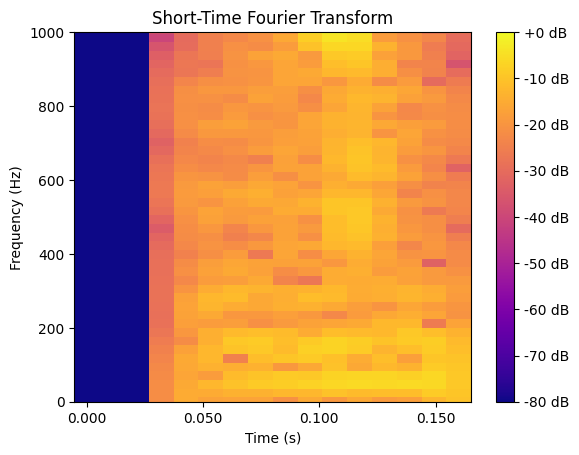 Short-Time Fourier Transform
1000
800
600
400
200
0
Frequency (Hz)
0.000
0.050
0.100
0.150
Time (s)
+0 dB
-10 dB
-20 dB
-30 dB
-40 dB
-50 dB
-60 dB
-70 dB
-80 dB